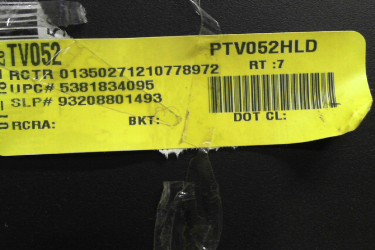 TV052 PTV052HLD
RCTR 01350271210778972 RT :7
UPC# 5381834095
SLP# 93208801493
RCRA: BKT: DOT CL: